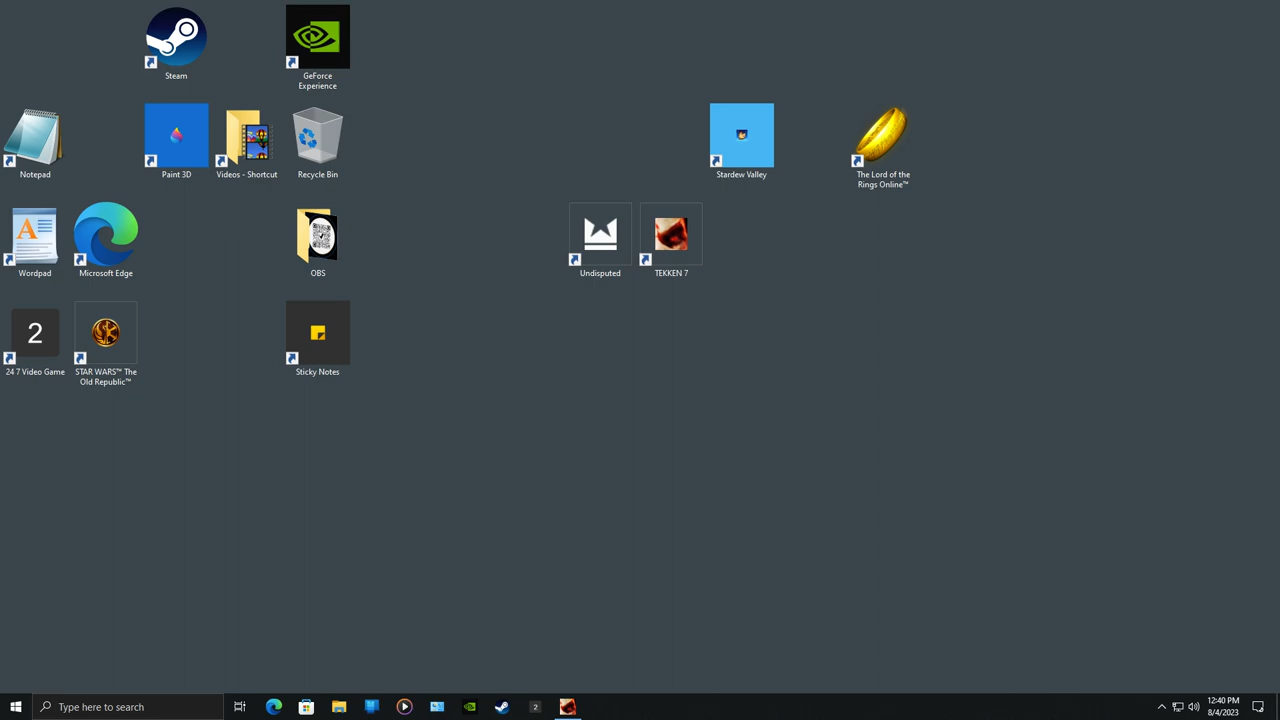 Steam
GeForce
Experience
Notepad
Paint 3D
Videos - Shortcut
Recycle Bin
Stardew Valley
The Lord of the
Rings Online™
A
Wordpad
Microsoft Edge
OBS
Undisputed
TEKKEN 7
2
24 7 Video Game
STAR WARS™ The
Old Republic™
Sticky Notes
Type here to search
2
12:40 PM
8/4/2023